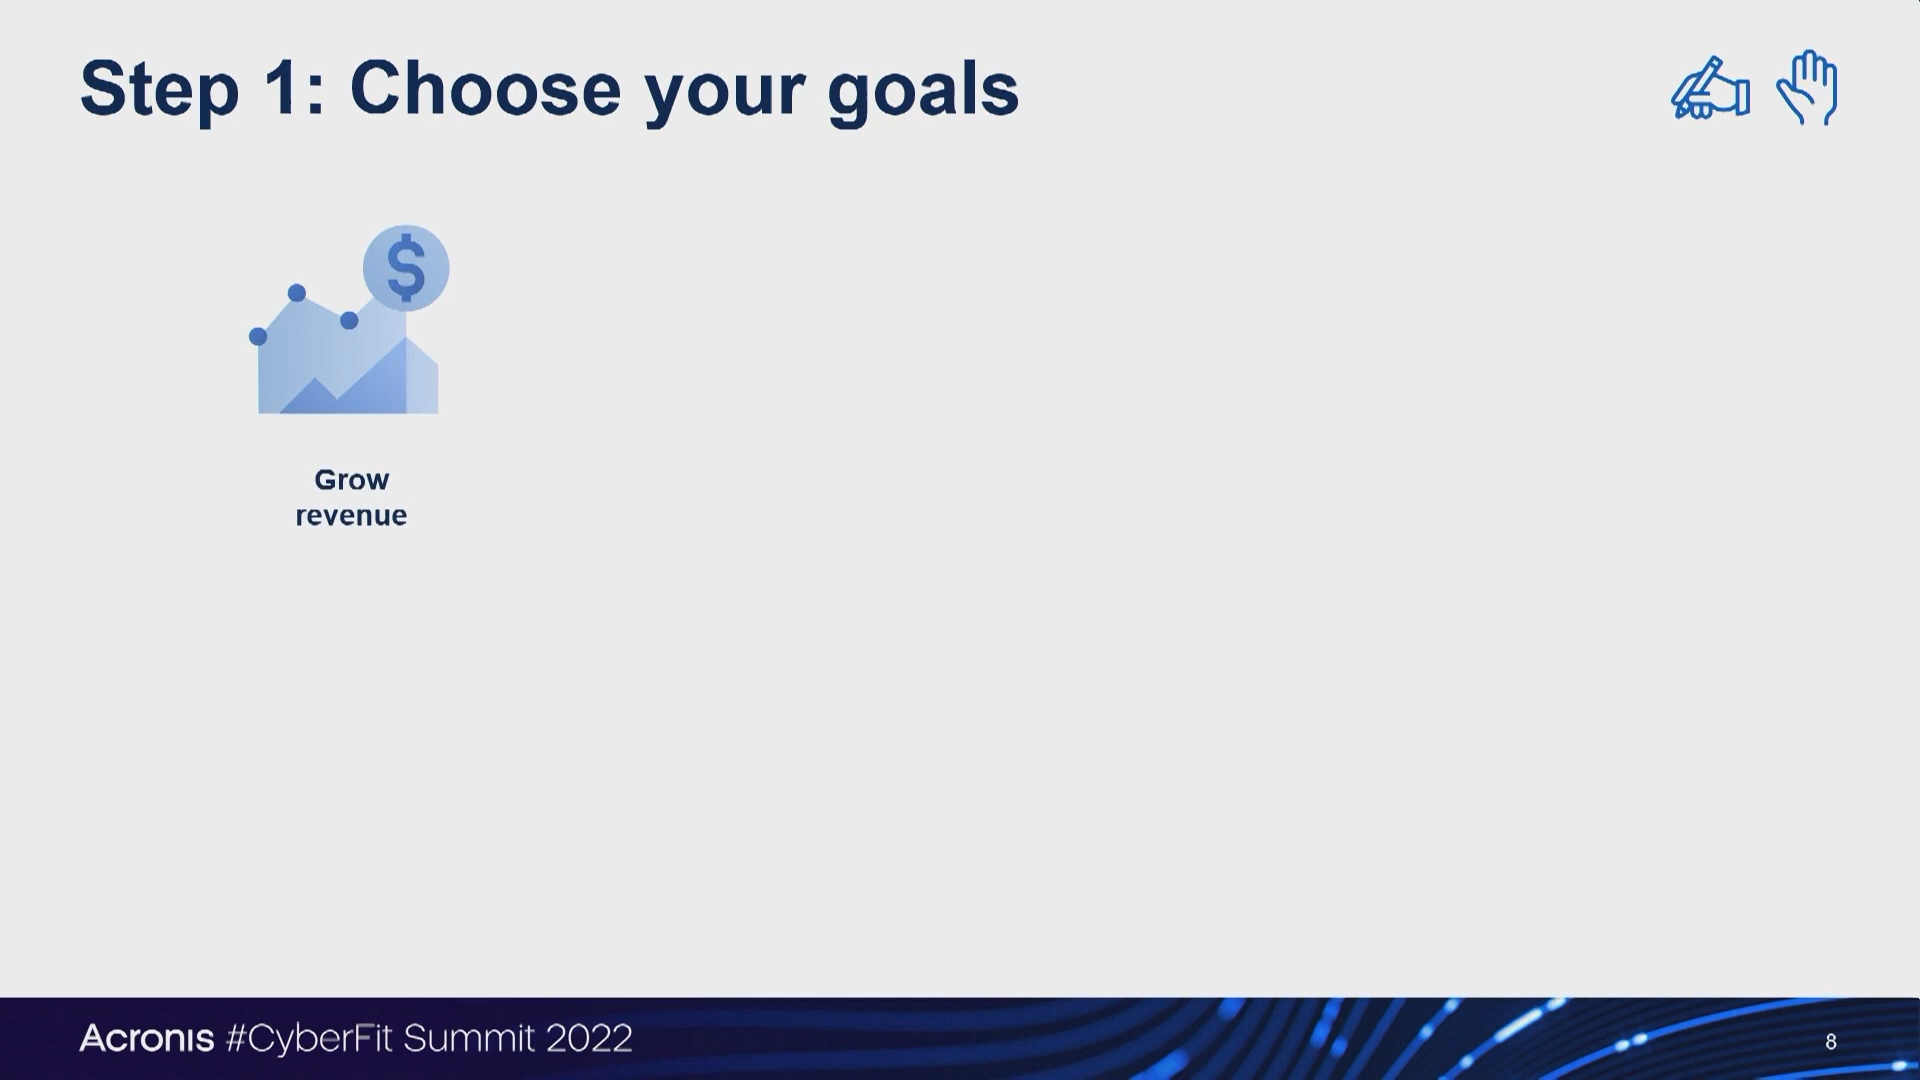 Step 1: Choose your goals
$
Grow
revenue
Acronis #CyberFit Summit 2022
8